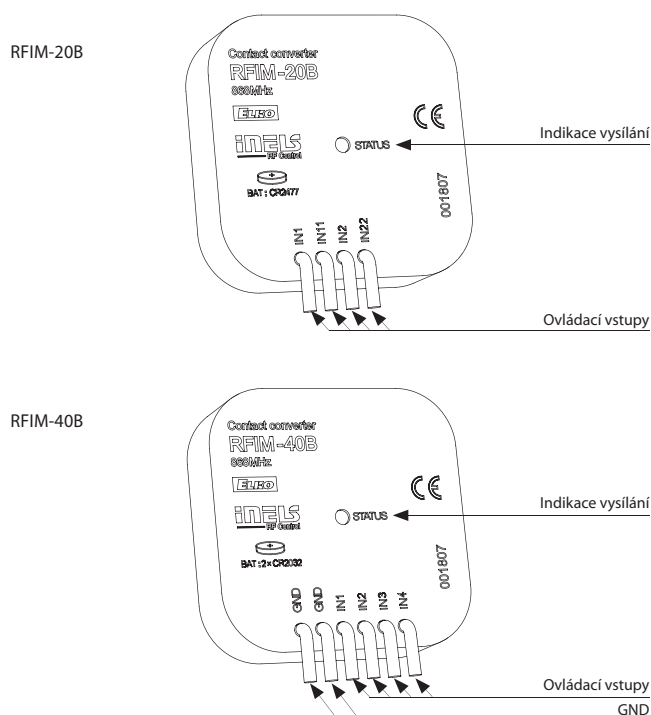 RFIM-20B
Contact converter
RFIM-20B
868MHz
ELKO
iNELS
RF Control
BAT : CR2477
STATUS
001807
IN1
IN11
IN2
IN22
Indikace vysílání
Ovládací vstupy
RFIM-40B
Contact converter
RFIM-40B
868MHz
ELKO
iNELS
RF Control
BAT :2×CR2032
STATUS
001807
GND
GND
IN1
IN2
IN3
IN4
Indikace vysílání
Ovládací vstupy
GND